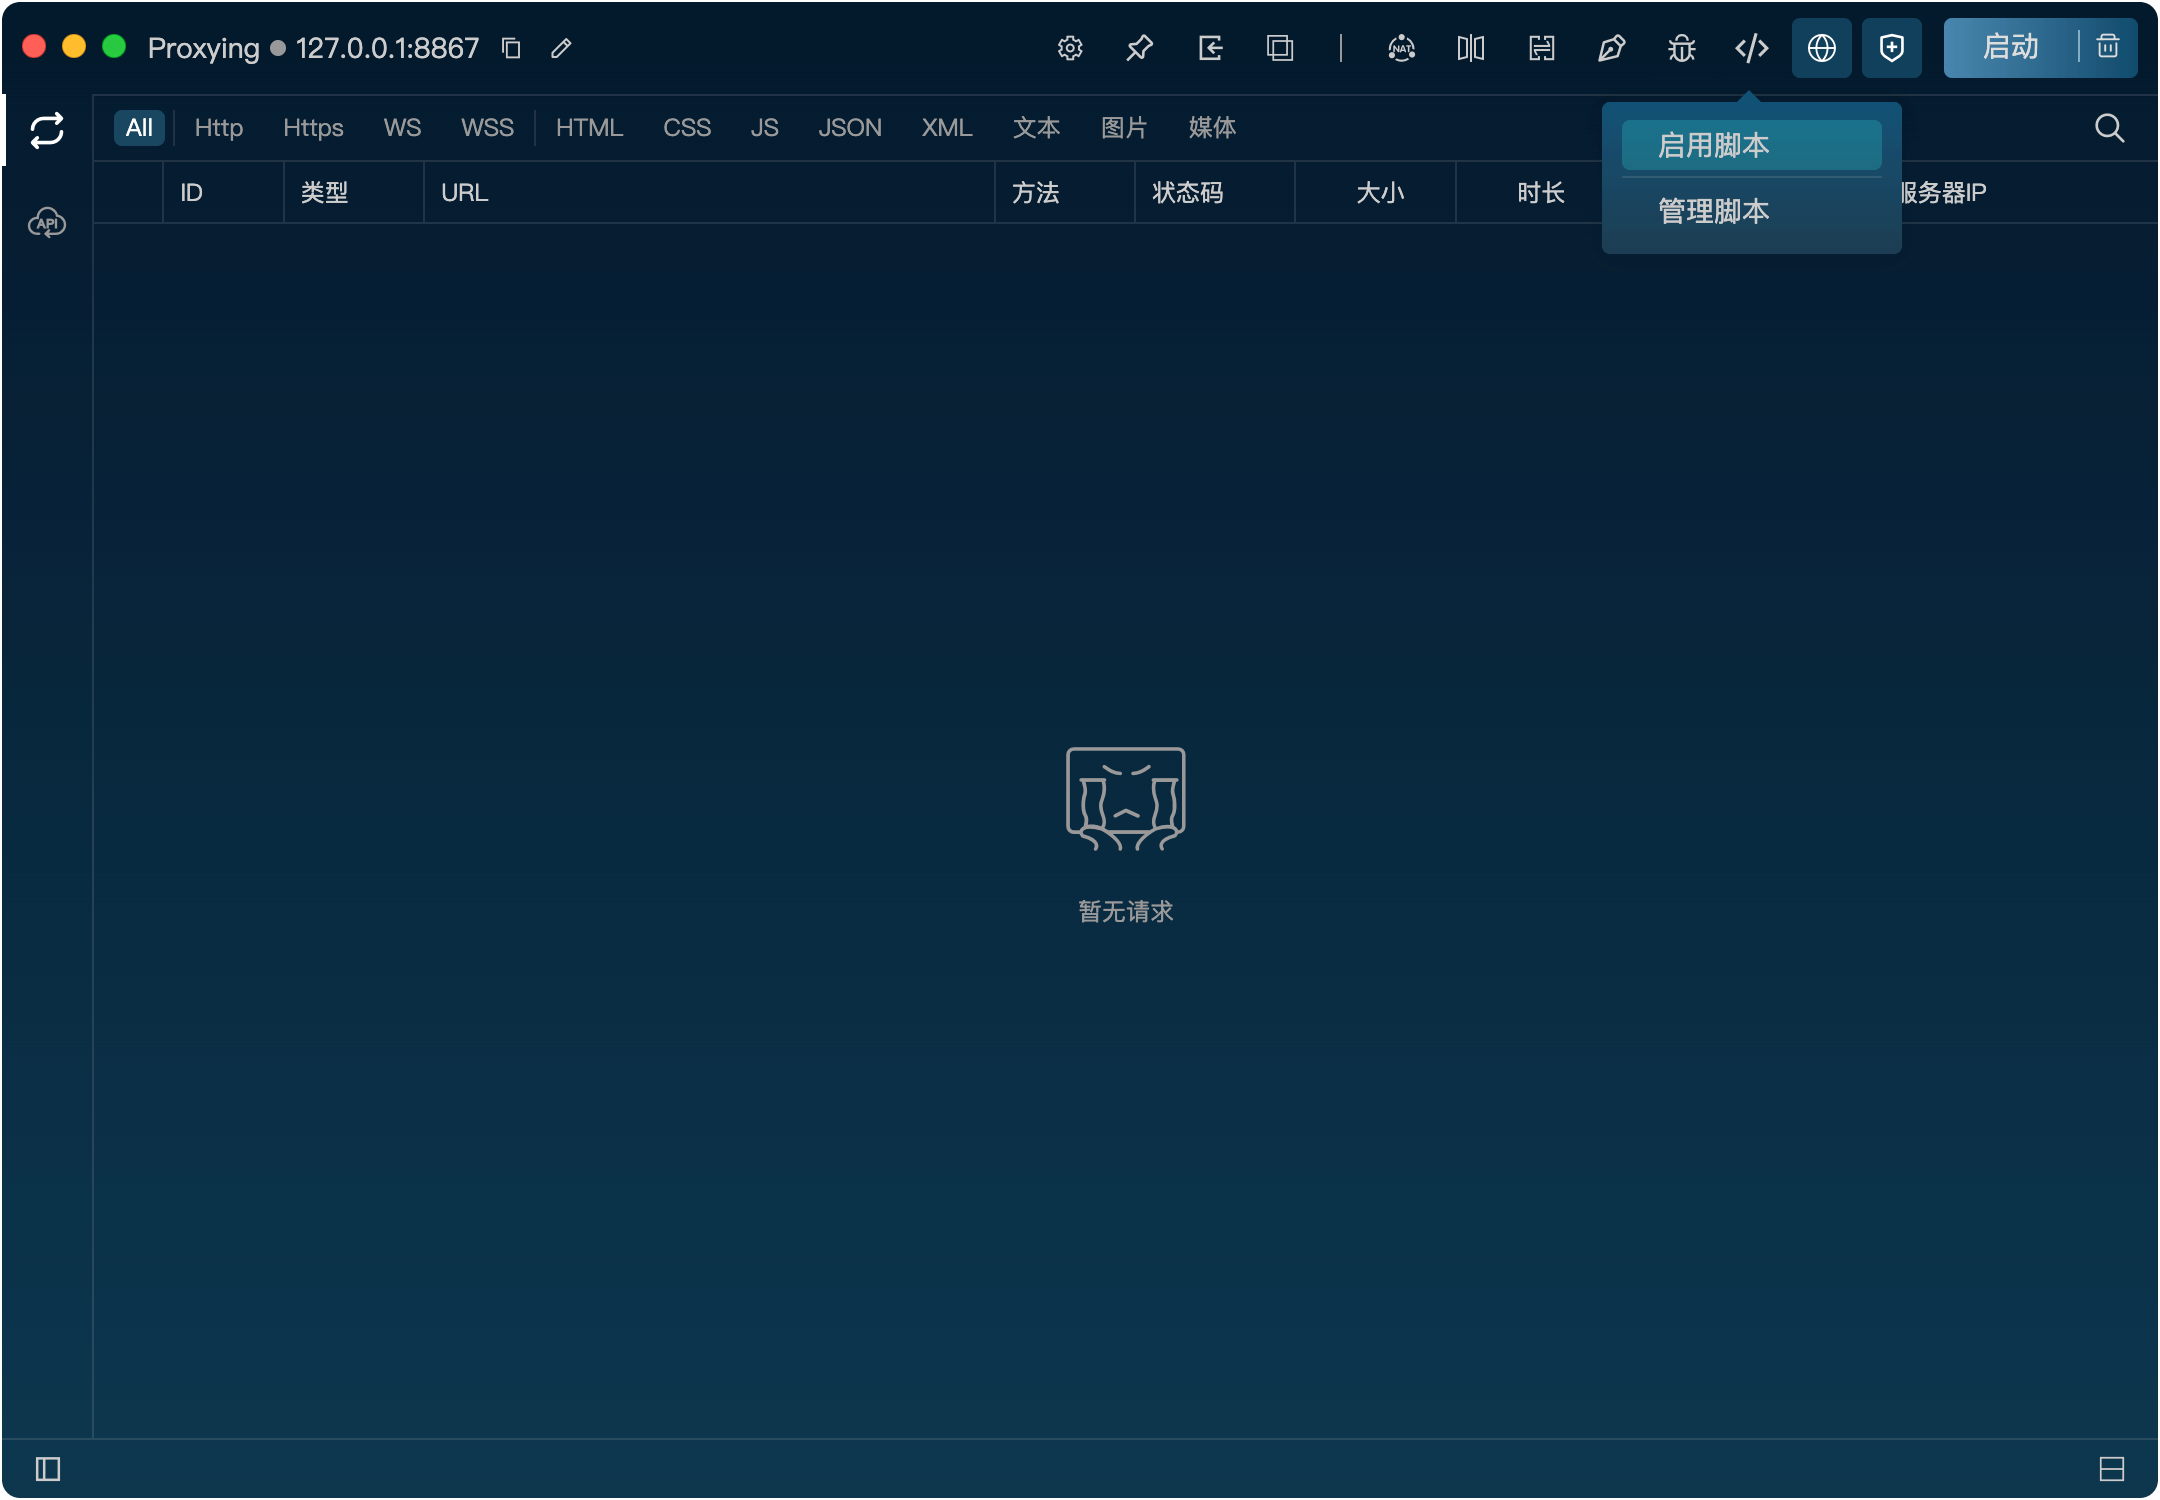 Proxying 127.0.0.1:8867
NAT
启动
All Http Https WS WSS HTML CSS JS JSON XML 文本 图片 媒体
启用脚本
管理脚本
ID 类型 URL 方法 状态码 大小 时长 服务器IP
API
暂无请求